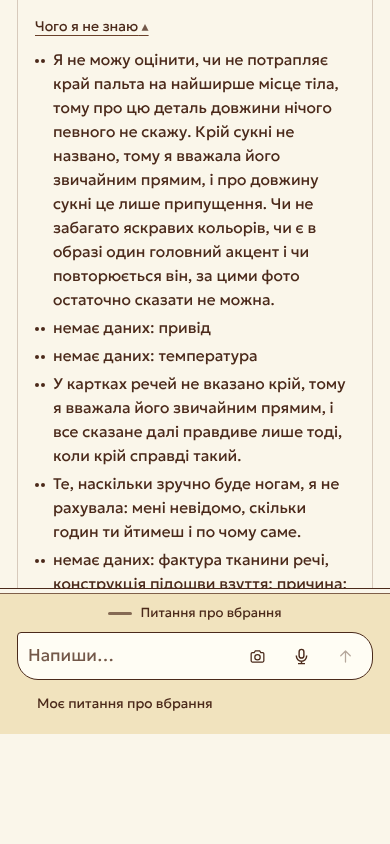 Чого я не знаю ▴
•• Я не можу оцінити, чи не потрапляє
край пальта на найширше місце тіла,
тому про цю деталь довжини нічого
певного не скажу. Крій сукні не
названо, тому я вважала його
звичайним прямим, і про довжину
сукні це лише припущення. Чи не
забагато яскравих кольорів, чи є в
образі один головний акцент і чи
повторюється він, за цими фото
остаточно сказати не можна.
•• немає даних: привід
•• немає даних: температура
•• У картках речей не вказано крій, тому
я вважала його звичайним прямим, і
все сказане далі правдиве лише тоді,
коли крій справді такий.
•• Те, наскільки зручно буде ногам, я не
рахувала: мені невідомо, скільки
годин ти йтимеш і по чому саме.
•• немає даних: фактура тканини речі,
конструкція підошви взуття; причина:
Питання про вбрання
Напиши...
Моє питання про вбрання